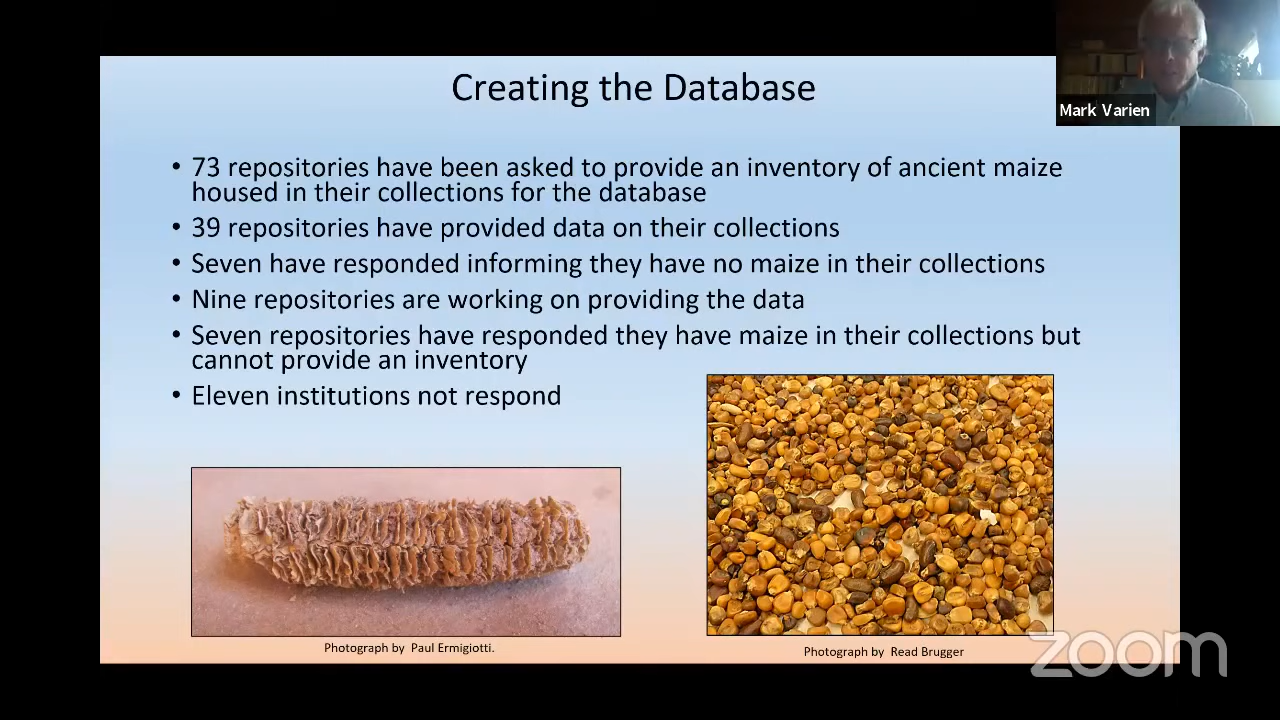 Creating the Database
Mark Varien
• 73 repositories have been asked to provide an inventory of ancient maize
housed in their collections for the database
• 39 repositories have provided data on their collections
• Seven have responded informing they have no maize in their collections
• Nine repositories are working on providing the data
• Seven repositories have responded they have maize in their collections but
cannot provide an inventory
• Eleven institutions not respond
Photograph by Paul Ermigiotti.
Photograph by Read Brugger
zoom